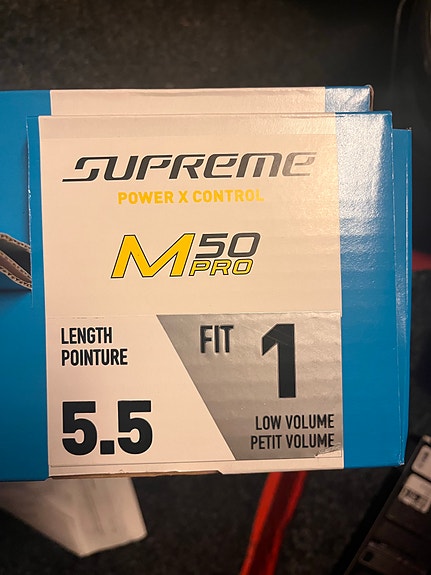 SUPREME
POWER X CONTROL
M50 PRO
LENGTH
POINTURE
5.5
FIT 1
LOW VOLUME
PETIT VOLUME